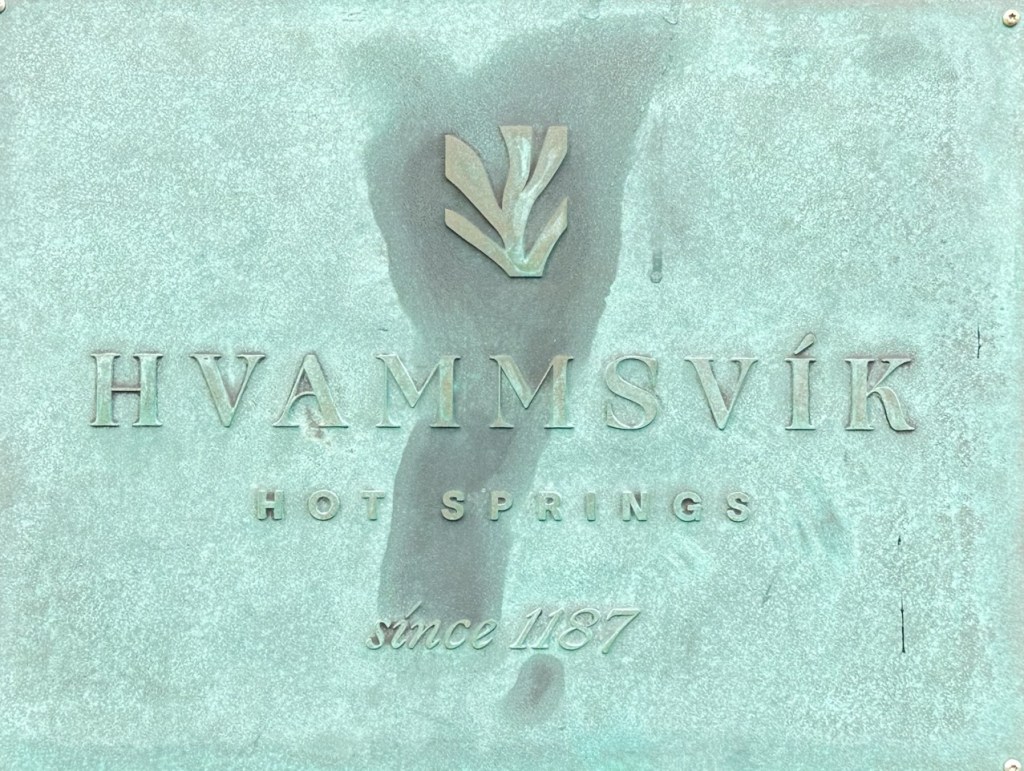 HVAMMSVÍK
HOT SPRINGS
since 1187